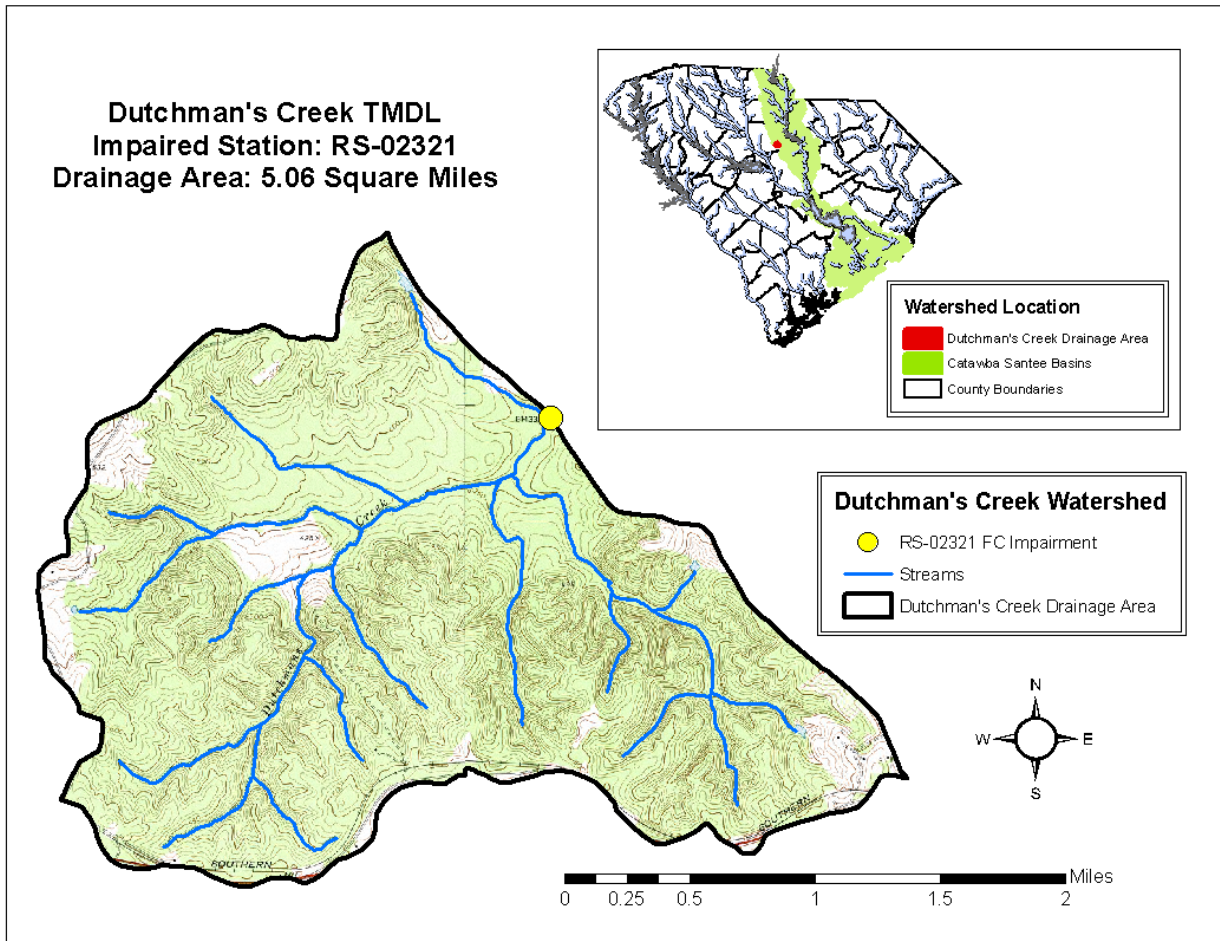 Dutchman's Creek TMDL
Impaired Station: RS-02321
Drainage Area: 5.06 Square Miles
Watershed Location
Dutchman's Creek Drainage Area
Catawba Santee Basins
County Boundaries
Dutchman's Creek Watershed
RS-02321 FC Impairment
Streams
Dutchman's Creek Drainage Area
Creek
Dutchmans
SOUTHERN
SOUTHERN
N
W
E
S
Miles
0
0.25
0.5
1
1.5
2